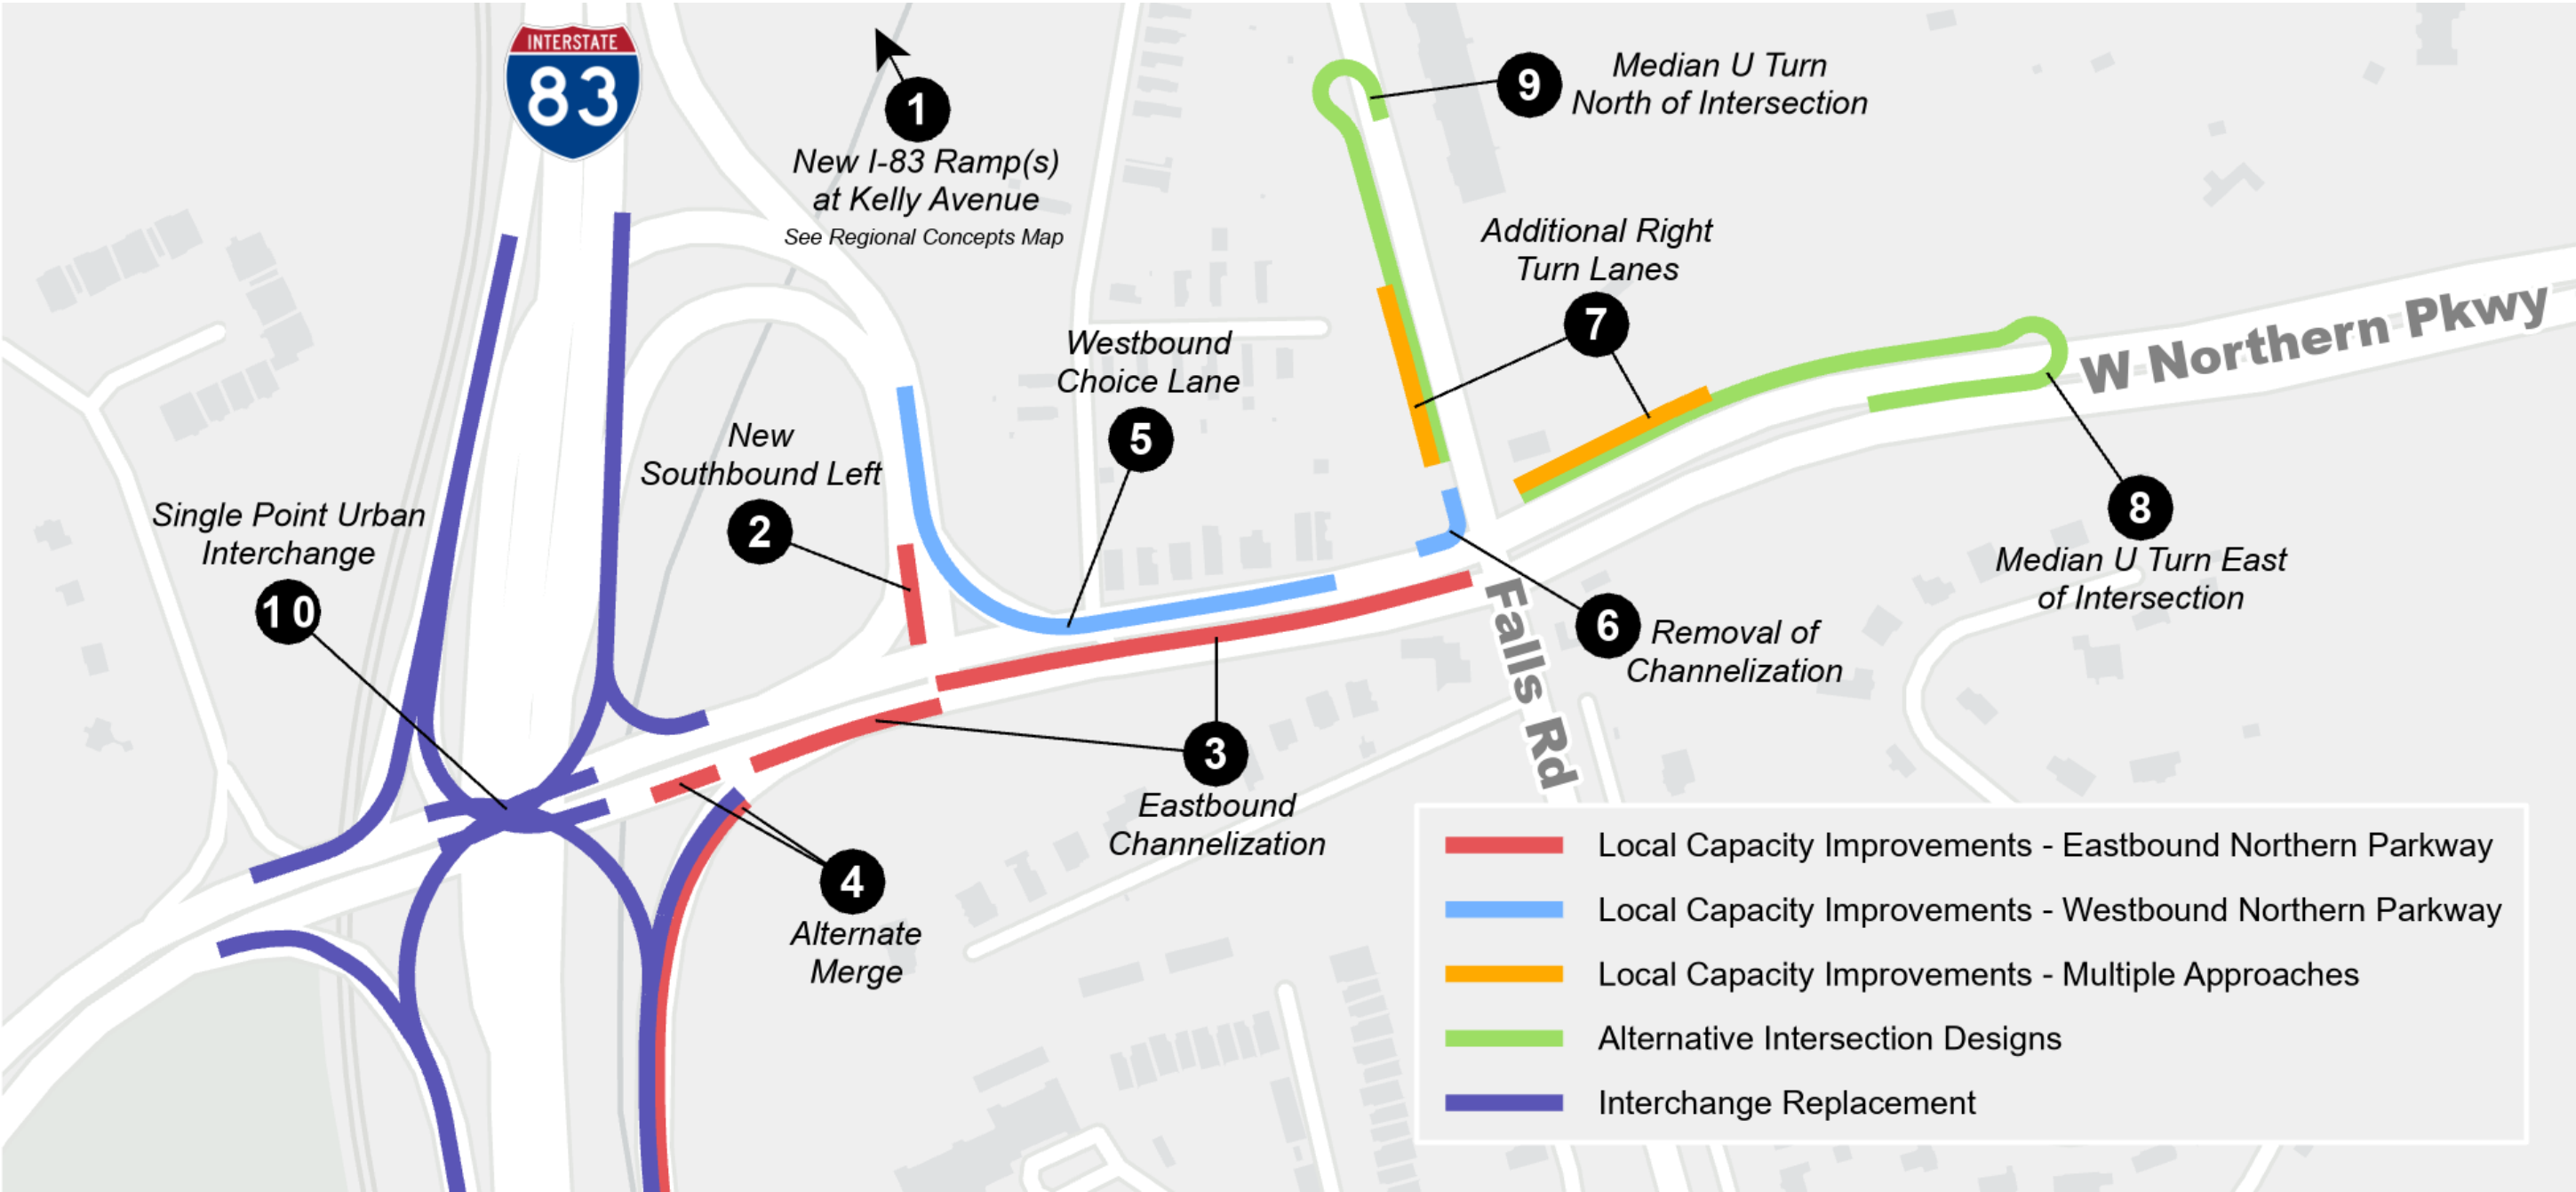 INTERSTATE
83
1
New I-83 Ramp(s)
at Kelly Avenue
See Regional Concepts Map
9
Median U Turn
North of Intersection
Additional Right
Turn Lanes
7
W Northern Pkwy
Westbound
Choice Lane
5
New
Southbound Left
2
Single Point Urban
Interchange
10
8
Median U Turn East
of Intersection
6
Removal of
Channelization
Falls Rd
3
Eastbound
Channelization
4
Alternate
Merge
Local Capacity Improvements - Eastbound Northern Parkway
Local Capacity Improvements - Westbound Northern Parkway
Local Capacity Improvements - Multiple Approaches
Alternative Intersection Designs
Interchange Replacement